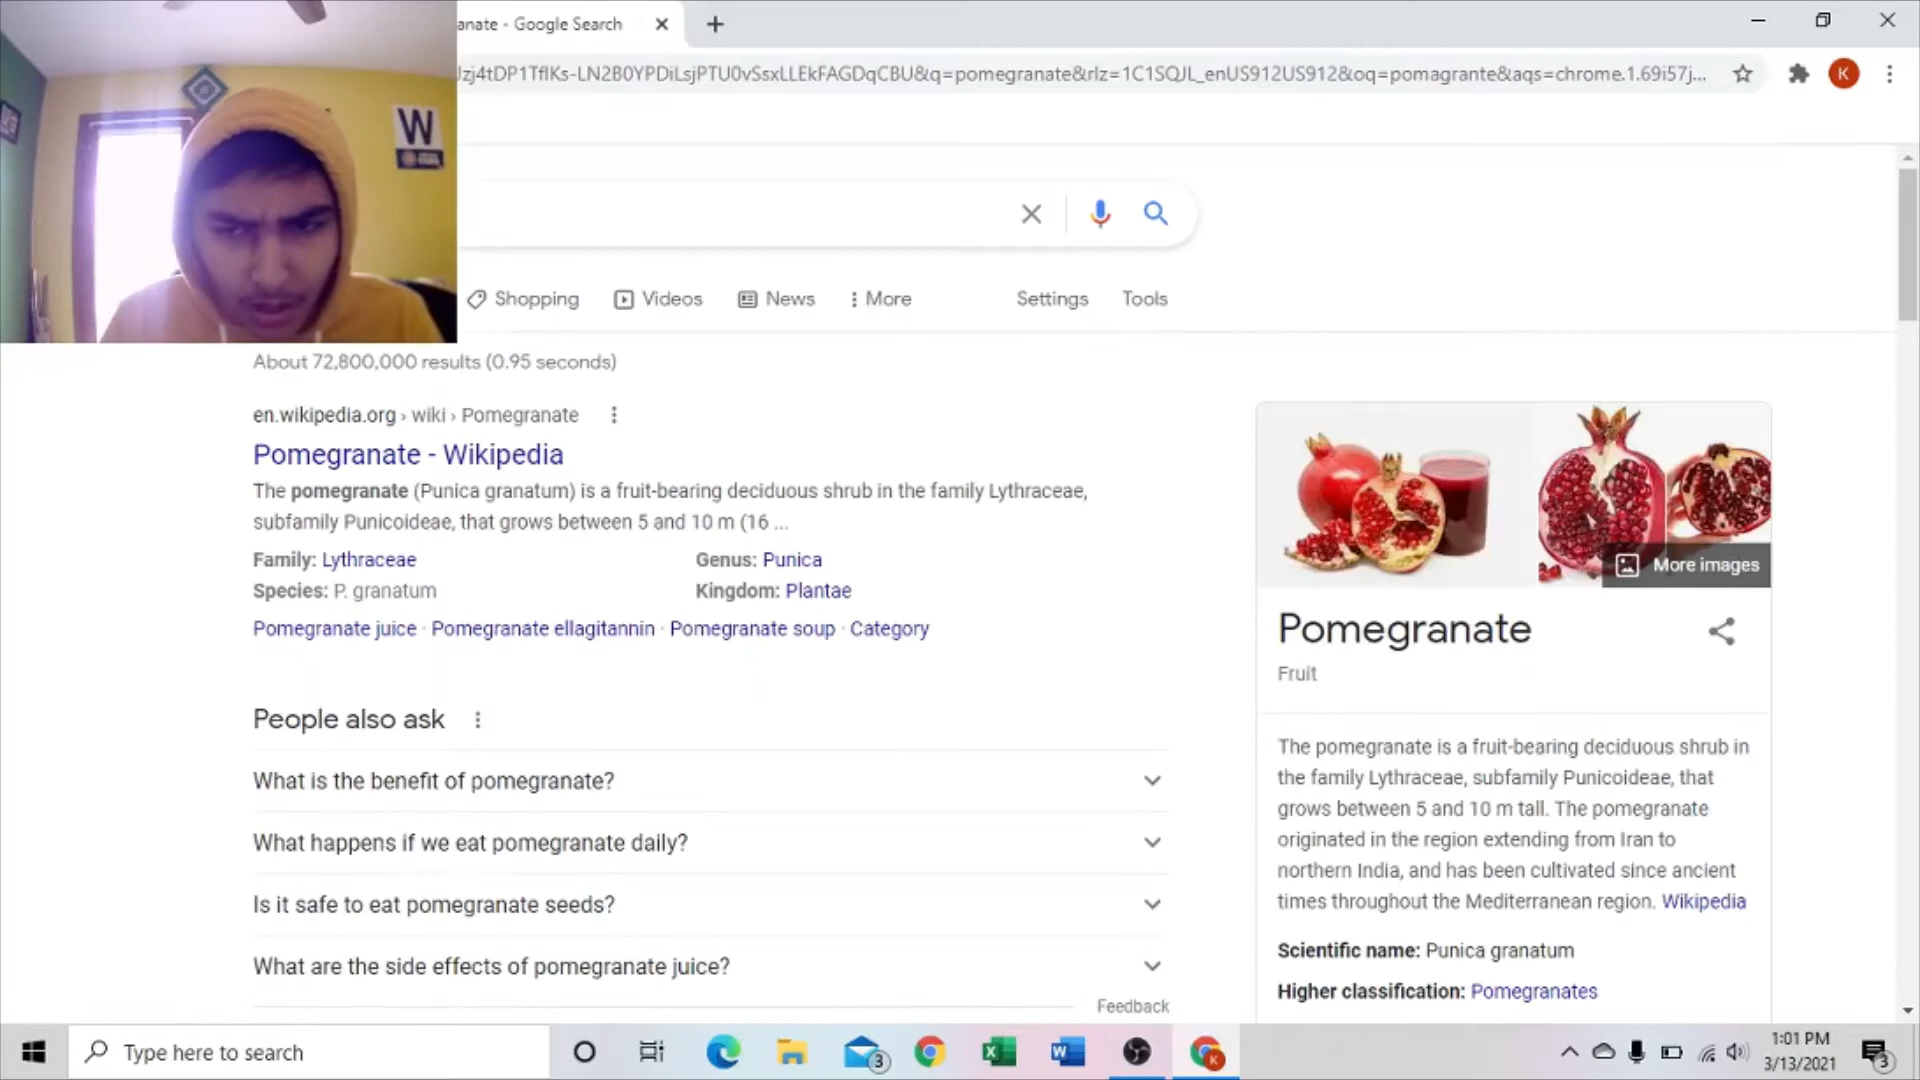 anate - Google Search
Jzj4tDP1TflKs-LN2B0YPDiLsjPTU0vSsxLLEkFAGDqCBU&q=pomegranate&rlz=1C1SQJL_enUS912US912&oq=pomagrante&aqs=chrome.1.69i57j...
K
W
Shopping
Videos
News
More
Settings
Tools
About 72,800,000 results (0.95 seconds)
en.wikipedia.org › wiki › Pomegranate
Pomegranate - Wikipedia
The pomegranate (Punica granatum) is a fruit-bearing deciduous shrub in the family Lythraceae,
subfamily Punicoideae, that grows between 5 and 10 m (16 ...
Family: Lythraceae
Genus: Punica
Species: P. granatum
Kingdom: Plantae
Pomegranate juice · Pomegranate ellagitannin · Pomegranate soup · Category
People also ask
What is the benefit of pomegranate?
What happens if we eat pomegranate daily?
Is it safe to eat pomegranate seeds?
What are the side effects of pomegranate juice?
Feedback
More images
Pomegranate
Fruit
The pomegranate is a fruit-bearing deciduous shrub in
the family Lythraceae, subfamily Punicoideae, that
grows between 5 and 10 m tall. The pomegranate
originated in the region extending from Iran to
northern India, and has been cultivated since ancient
times throughout the Mediterranean region. Wikipedia
Scientific name: Punica granatum
Higher classification: Pomegranates
Type here to search
3
X
W
K
1:01 PM
3/13/2021
3